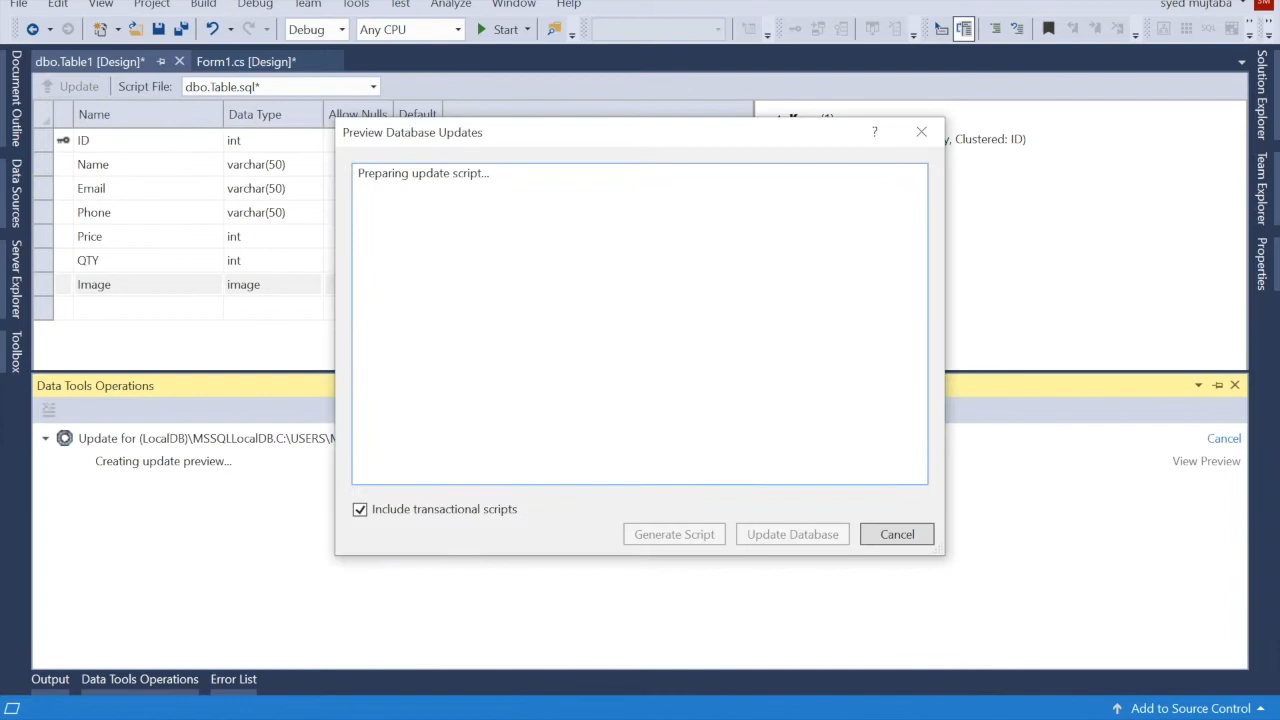 File Edit View Project Build Debug Team Tools Test Analyze Window Help syed mujtaba SM
Debug Any CPU Start SQL
dbo.Table1 [Design]* Form1.cs [Design]*
Update Script File: dbo.Table.sql*
Name Data Type Allow Nulls Default
ID int
Name varchar(50)
Email varchar(50)
Phone varchar(50)
Price int
QTY int
Image image
y, Clustered: ID)
Preview Database Updates ?
Preparing update script...
Include transactional scripts
Generate Script Update Database Cancel
Data Tools Operations
Update for (LocalDB)\MSSQLLocalDB.C:\USERS\M
Cancel
Creating update preview...
View Preview
Document Outline
Data Sources
Server Explorer
Toolbox
Solution Explorer
Team Explorer
Properties
Output Data Tools Operations Error List
Add to Source Control